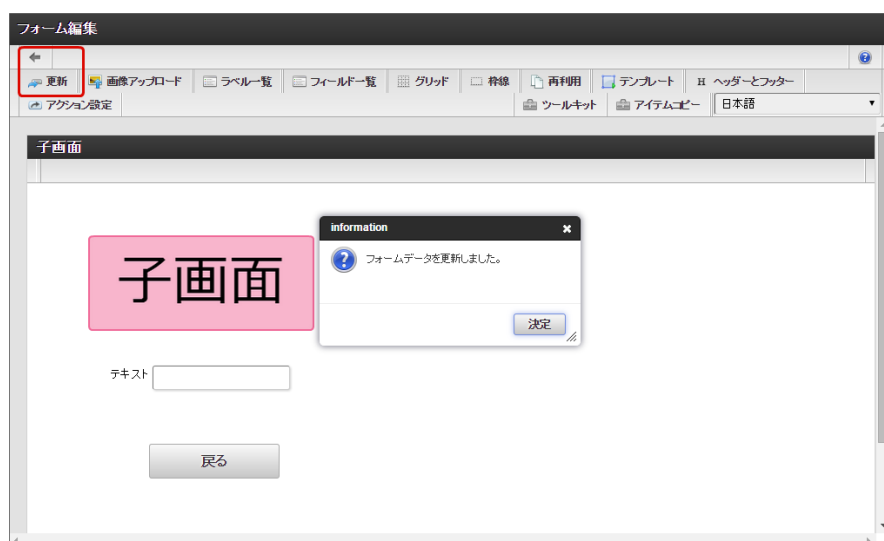 フォーム編集
更新 画像アップロード ラベル一覧 フィールド一覧 グリッド 枠線 再利用 テンプレート H ヘッダーとフッター
アクション設定 ツールキット アイテムコピー 日本語
子画面
information
フォームデータを更新しました。
子画面
決定
テキスト
戻る